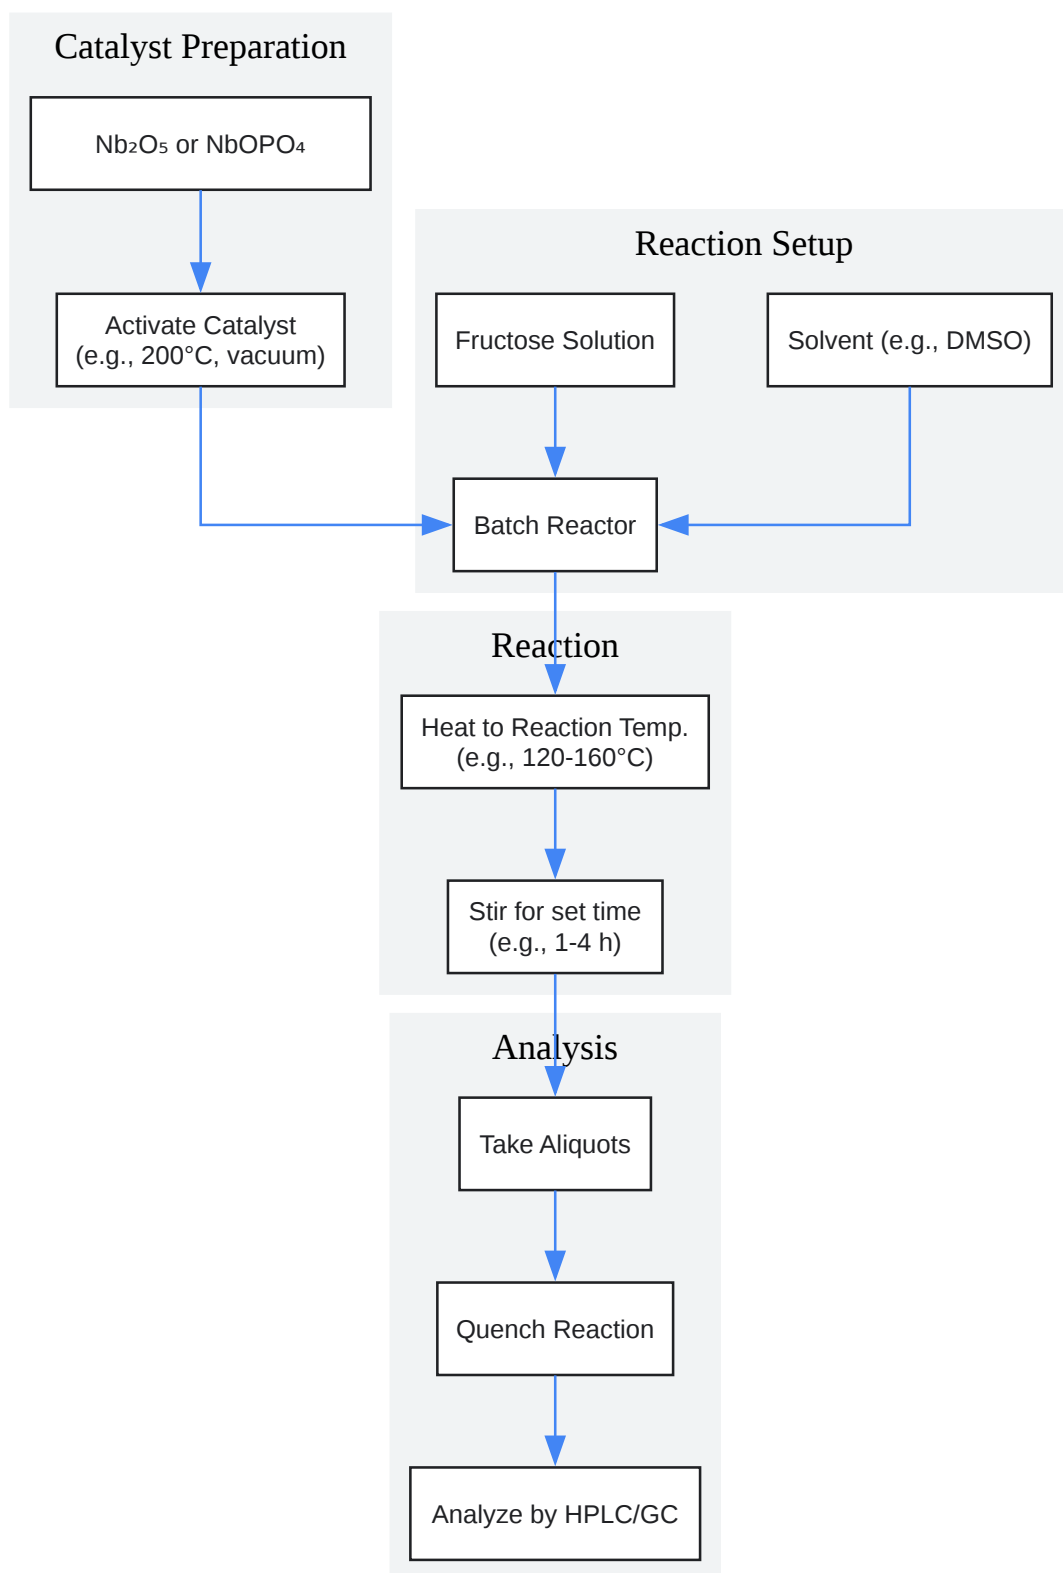 Catalyst Preparation
Nb₂O₅ or NbOPO₄
Activate Catalyst
(e.g., 200°C, vacuum)
Reaction Setup
Fructose Solution
Solvent (e.g., DMSO)
Batch Reactor
Reaction
Heat to Reaction Temp.
(e.g., 120-160°C)
Stir for set time
(e.g., 1-4 h)
Analysis
Take Aliquots
Quench Reaction
Analyze by HPLC/GC